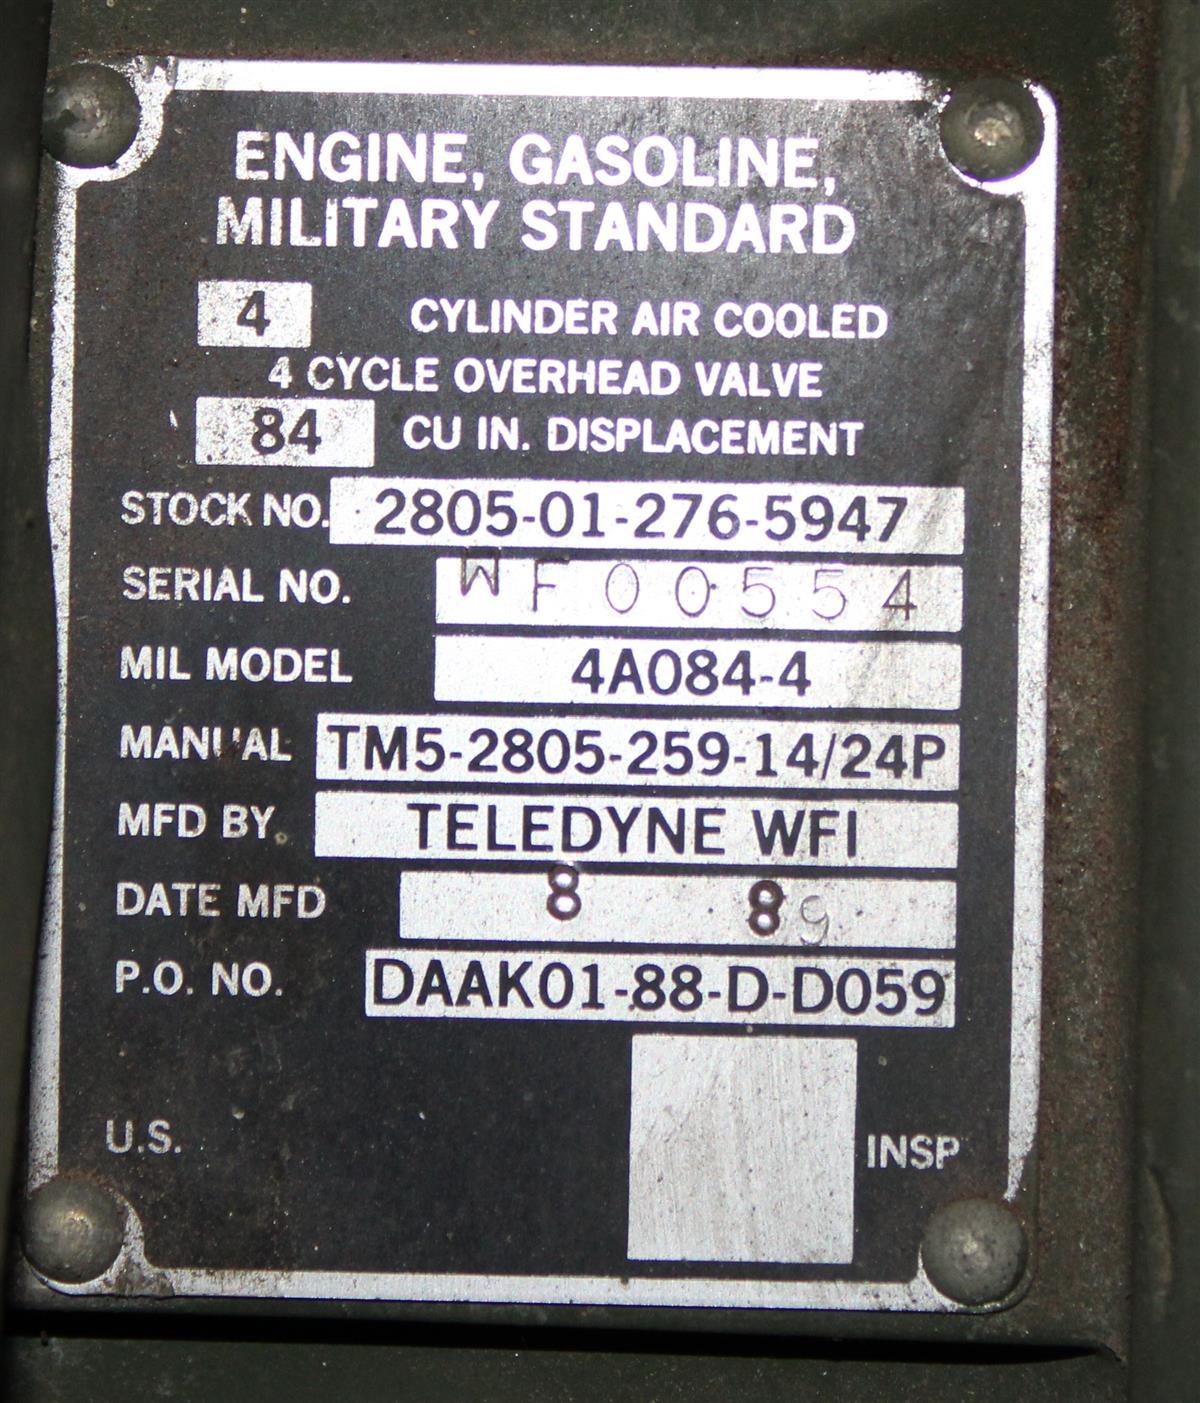 ENGINE, GASOLINE,
MILITARY STANDARD
4 CYLINDER AIR COOLED
4 CYCLE OVERHEAD VALVE
84 CU IN. DISPLACEMENT
STOCK NO. 2805-01-276-5947
SERIAL NO. WF00554
MIL MODEL 4A084-4
MANUAL TM5-2805-259-14/24P
MFD BY TELEDYNE WFI
DATE MFD 8 89
P.O. NO. DAAK01-88-D-D059
U.S. INSP